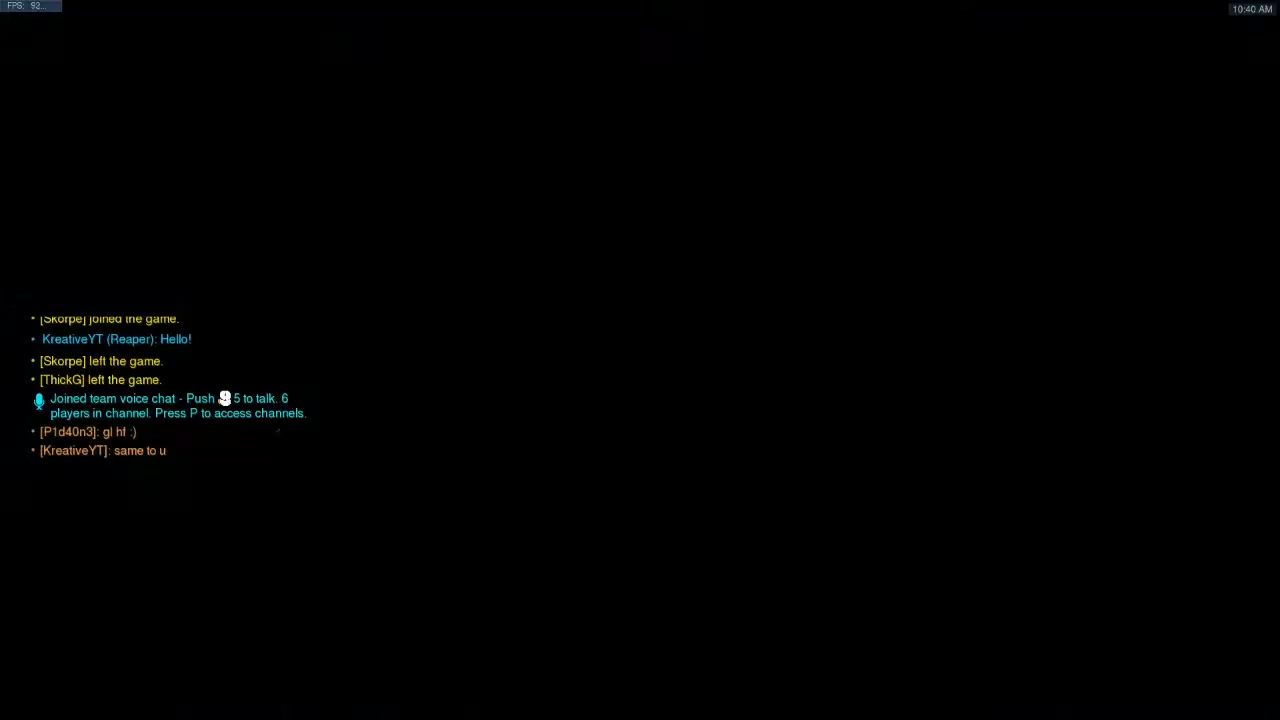 FPS: 92...
10:40 AM
• [Skorpe] joined the game.
• KreativeYT (Reaper): Hello!
• [Skorpe] left the game.
• [ThickG] left the game.
Joined team voice chat - Push 5 to talk. 6
players in channel. Press P to access channels.
• [P1d40n3]: gl hf :)
• [KreativeYT]: same to u